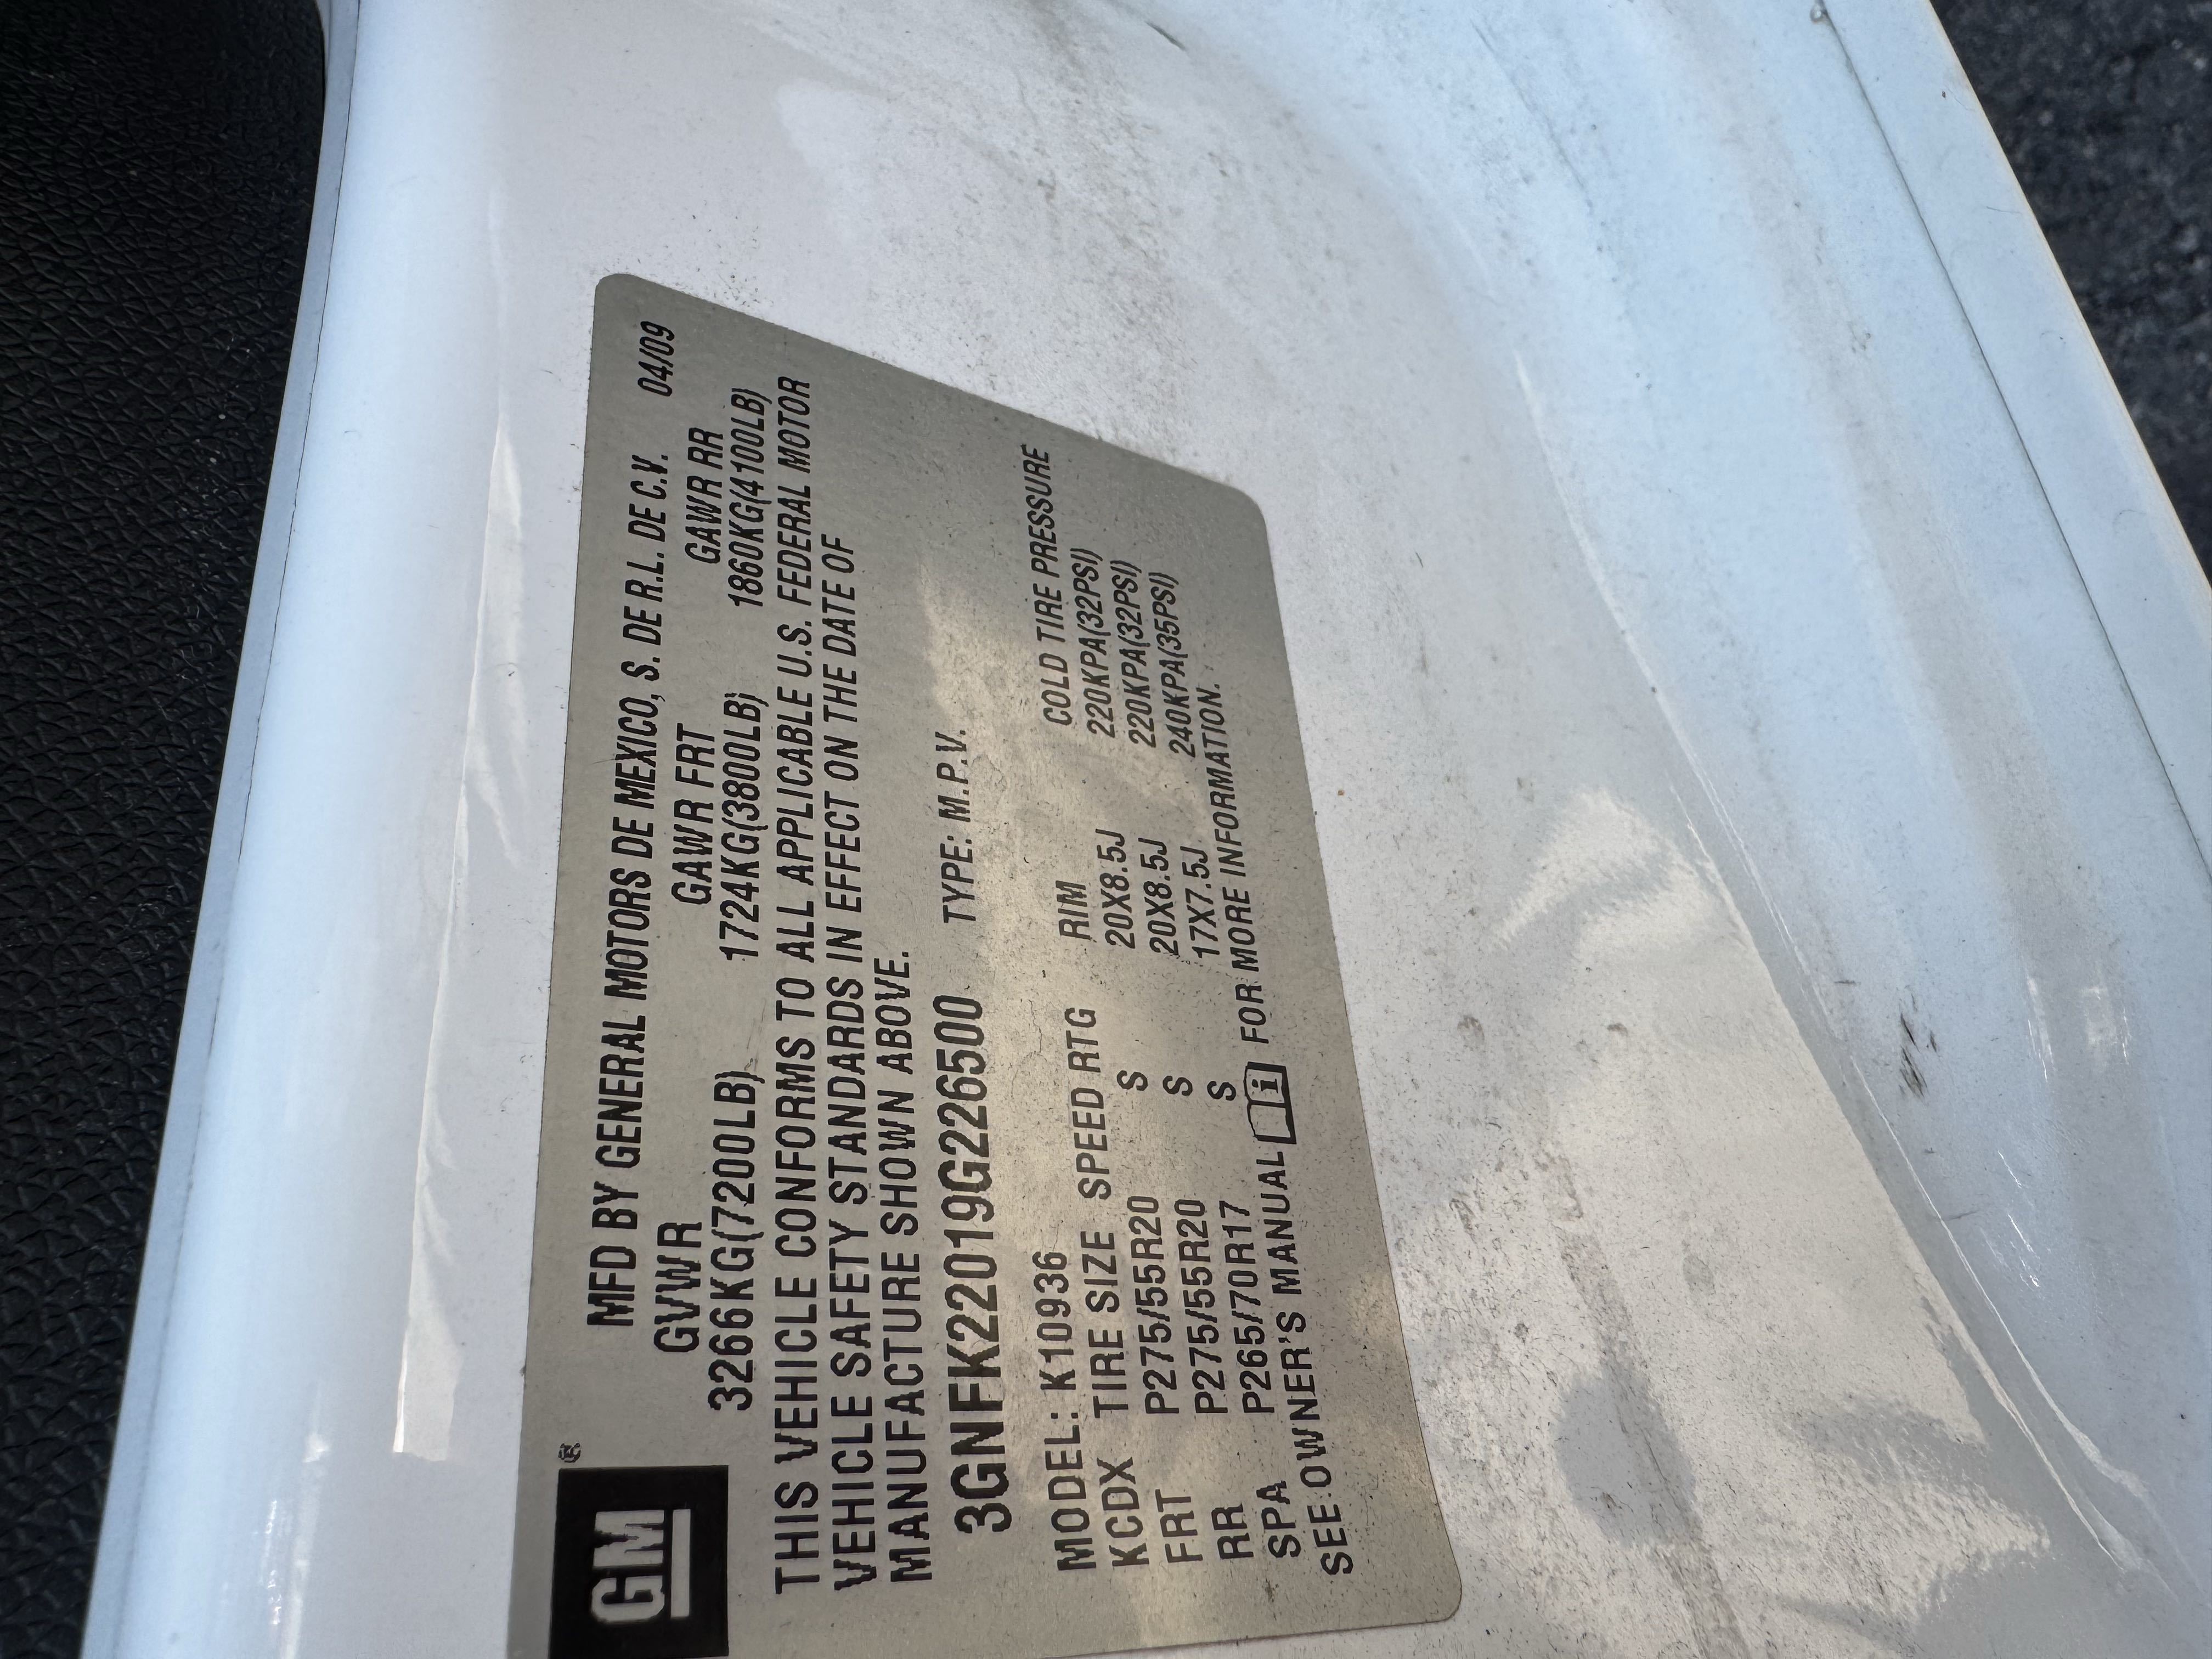 GM®
MFD BY GENERAL MOTORS DE MEXICO, S. DE R.L. DE C.V. 04/09
GVWR GAWR FRT GAWR RR
3266KG(7200LB) 1724KG(3800LB) 1860KG(4100LB)
THIS VEHICLE CONFORMS TO ALL APPLICABLE U.S. FEDERAL MOTOR
VEHICLE SAFETY STANDARDS IN EFFECT ON THE DATE OF
MANUFACTURE SHOWN ABOVE.
3GNFK22019G226500 TYPE: M.P.V.
MODEL: K10936
KCDX TIRE SIZE SPEED RTG RIM COLD TIRE PRESSURE
FRT P275/55R20 S 20X8.5J 220KPA(32PSI)
RR P275/55R20 S 20X8.5J 220KPA(32PSI)
SPA P265/70R17 S 17X7.5J 240KPA(35PSI)
SEE OWNER'S MANUAL i FOR MORE INFORMATION.